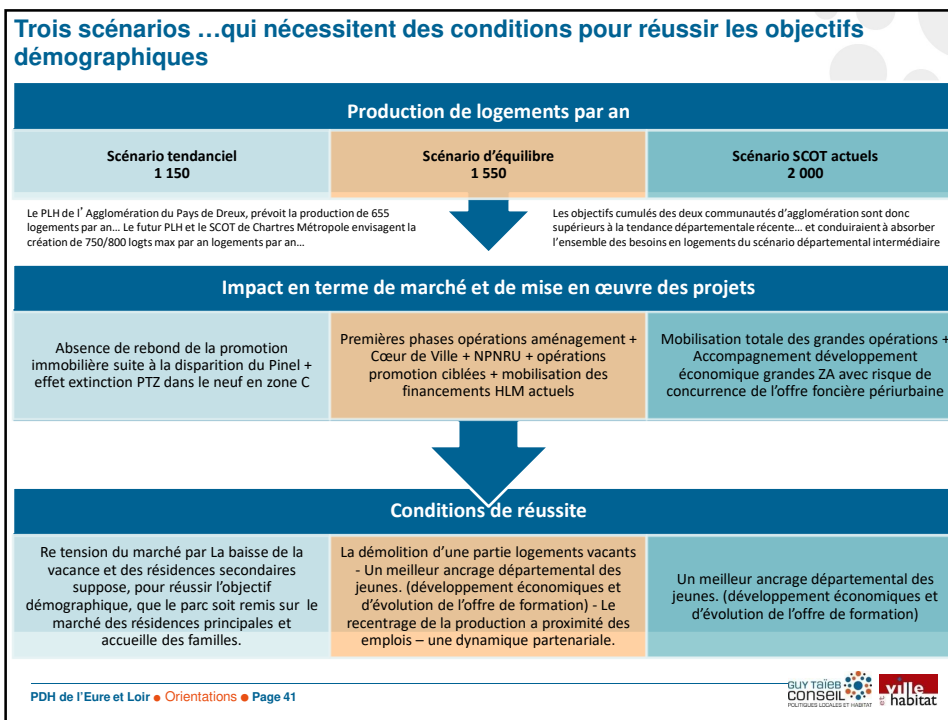 Trois scénarios …qui nécessitent des conditions pour réussir les objectifs
démographiques
Production de logements par an
Scénario tendanciel
1 150
Scénario d'équilibre
1 550
Scénario SCOT actuels
2 000
Le PLH de l' Agglomération du Pays de Dreux, prévoit la production de 655
logements par an… Le futur PLH et le SCOT de Chartres Métropole envisagent la
création de 750/800 logts max par an logements par an…
Les objectifs cumulés des deux communautés d'agglomération sont donc
supérieurs à la tendance départementale récente… et conduiraient à absorber
l'ensemble des besoins en logements du scénario départemental intermédiaire
Impact en terme de marché et de mise en œuvre des projets
Absence de rebond de la promotion
immobilière suite à la disparition du Pinel +
effet extinction PTZ dans le neuf en zone C
Premières phases opérations aménagement +
Cœur de Ville + NPNRU + opérations
promotion ciblées + mobilisation des
financements HLM actuels
Mobilisation totale des grandes opérations +
Accompagnement développement
économique grandes ZA avec risque de
concurrence de l'offre foncière périurbaine
Conditions de réussite
Re tension du marché par La baisse de la
vacance et des résidences secondaires
suppose, pour réussir l'objectif
démographique, que le parc soit remis sur le
marché des résidences principales et
accueille des familles.
La démolition d'une partie logements vacants
- Un meilleur ancrage départemental des
jeunes. (développement économiques et
d'évolution de l'offre de formation) - Le
recentrage de la production a proximité des
emplois – une dynamique partenariale.
Un meilleur ancrage départemental des
jeunes. (développement économiques et
d'évolution de l'offre de formation)
PDH de l'Eure et Loir ● Orientations ● Page 41
GUY TAÏEB
CONSEIL
POLITIQUES LOCALES ET HABITAT
et ville
habitat